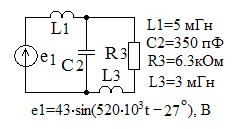 L1
L1=5 мГн
C2=350 пФ
e1
C2
R3
R3=6.3кОм
L3
L3=3 мГн
e1=43·sin(520·10³t−27°), В